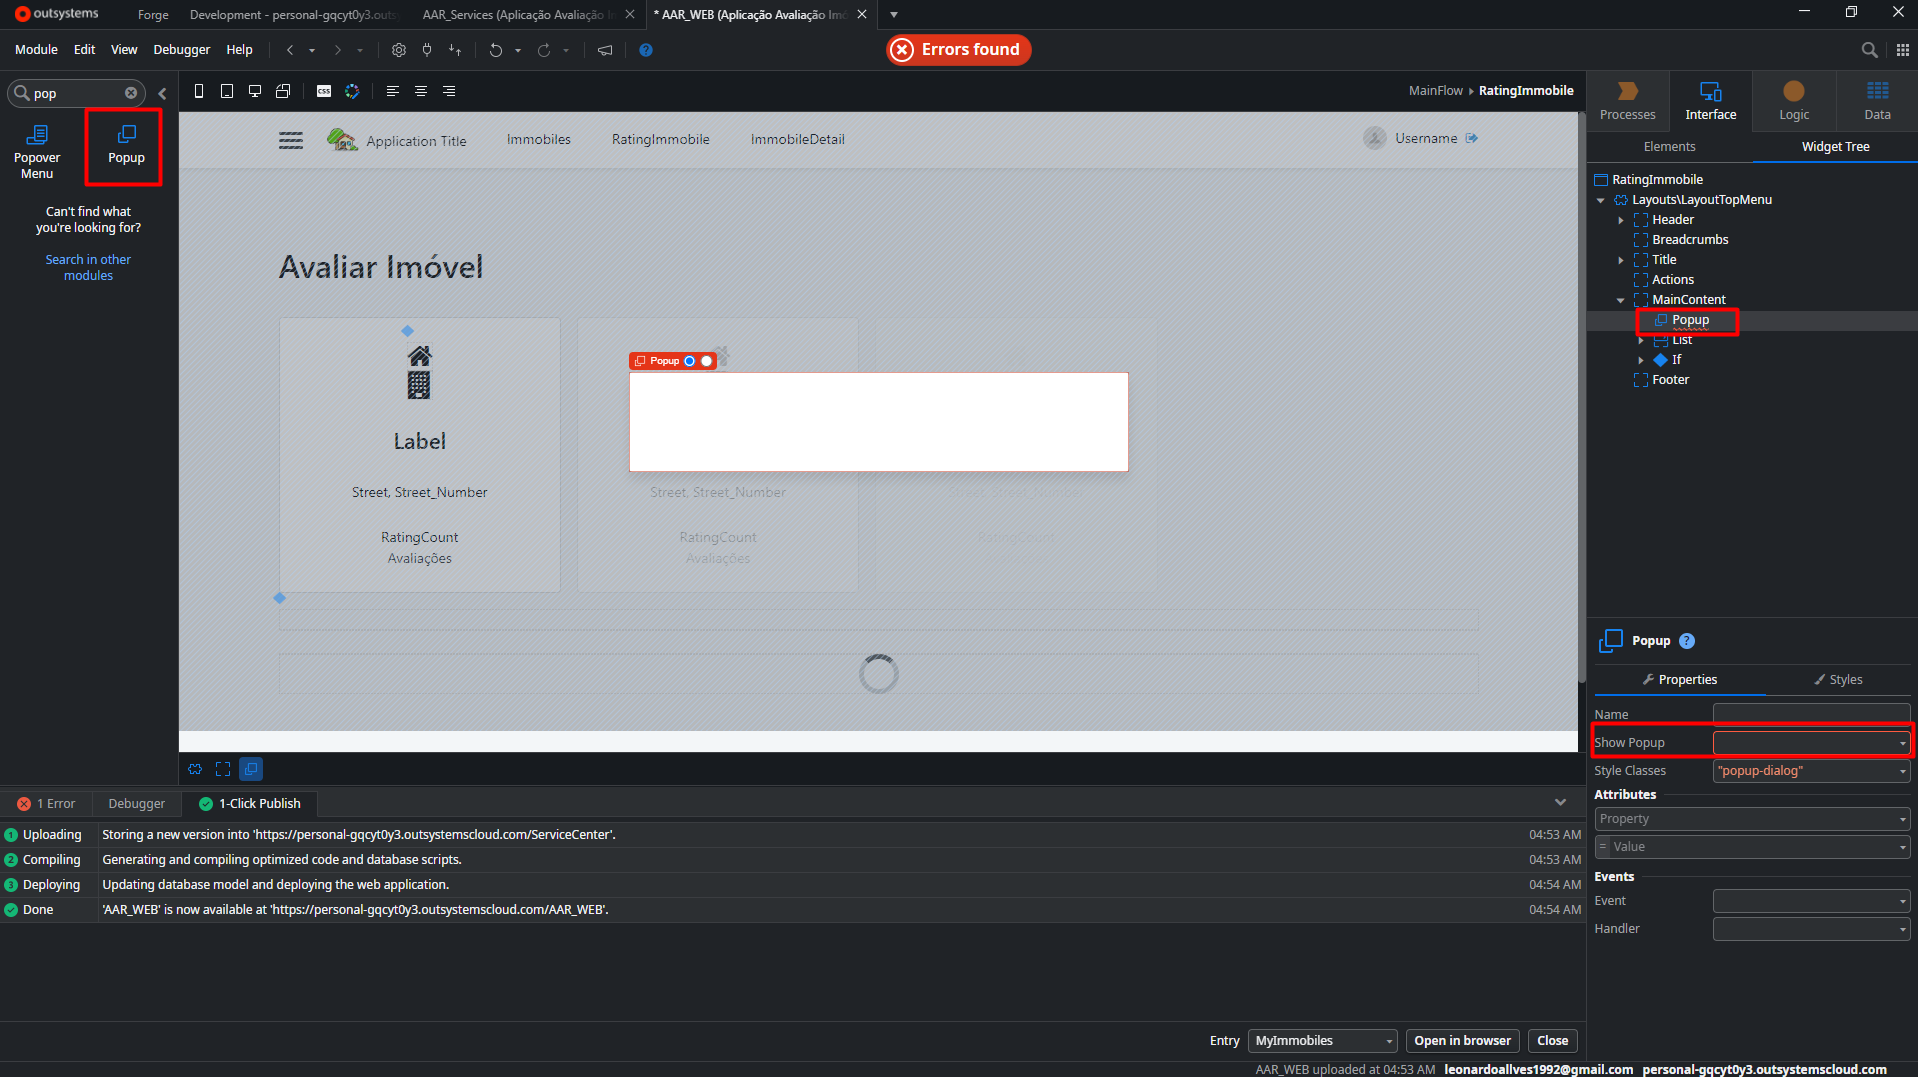 outsystems
Forge
Development - personal-gqcyt0y3.outs
AAR_Services (Aplicação Avaliação I
* AAR_WEB (Aplicação Avaliação Imó
Module Edit View Debugger Help
Errors found
pop
Popover Menu
Popup
Can't find what
you're looking for?
Search in other
modules
css
MainFlow RatingImmobile
Application Title Immobiles RatingImmobile ImmobileDetail Username
Avaliar Imóvel
Label
Street, Street_Number
RatingCount
Avaliações
Popup
Street, Street_Number
RatingCount
Avaliações
Street, Street_Number
RatingCount
Processes Interface Logic Data
Elements Widget Tree
RatingImmobile
Layouts\LayoutTopMenu
Header
Breadcrumbs
Title
Actions
MainContent
Popup
List
If
Footer
Popup ?
Properties Styles
Name
Show Popup
Style Classes "popup-dialog"
Attributes
Property
= Value
Events
Event
Handler
1 Error Debugger 1-Click Publish
1 Uploading Storing a new version into 'https://personal-gqcyt0y3.outsystemscloud.com/ServiceCenter'. 04:53 AM
2 Compiling Generating and compiling optimized code and database scripts. 04:53 AM
3 Deploying Updating database model and deploying the web application. 04:54 AM
Done 'AAR_WEB' is now available at 'https://personal-gqcyt0y3.outsystemscloud.com/AAR_WEB'. 04:54 AM
Entry MyImmobiles Open in browser Close
AAR_WEB uploaded at 04:53 AM leonardoallves1992@gmail.com personal-gqcyt0y3.outsystemscloud.com